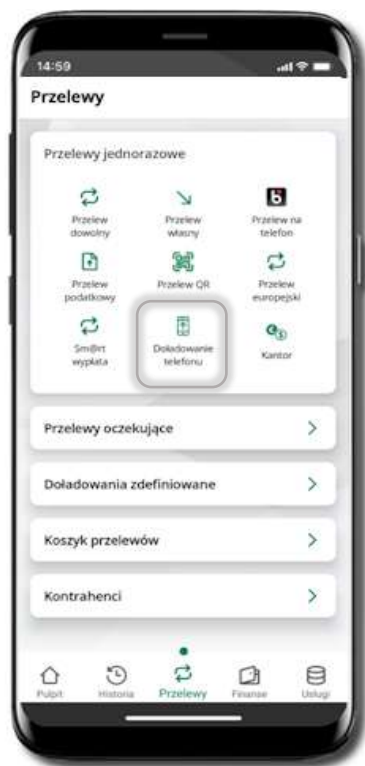 14:59
Przelewy
Przelewy jednorazowe
Przelew
dowolny
Przelew
własny
Przelew na
telefon
Przelew
podatkowy
Przelew QR
Przelew
europejski
Sm@rt
wypłata
Doładowanie
telefonu
Kantor
Przelewy oczekujące
Doładowania zdefiniowane
Koszyk przelewów
Kontrahenci
Pulpit
Historia
Przelewy
Finanse
Usługi